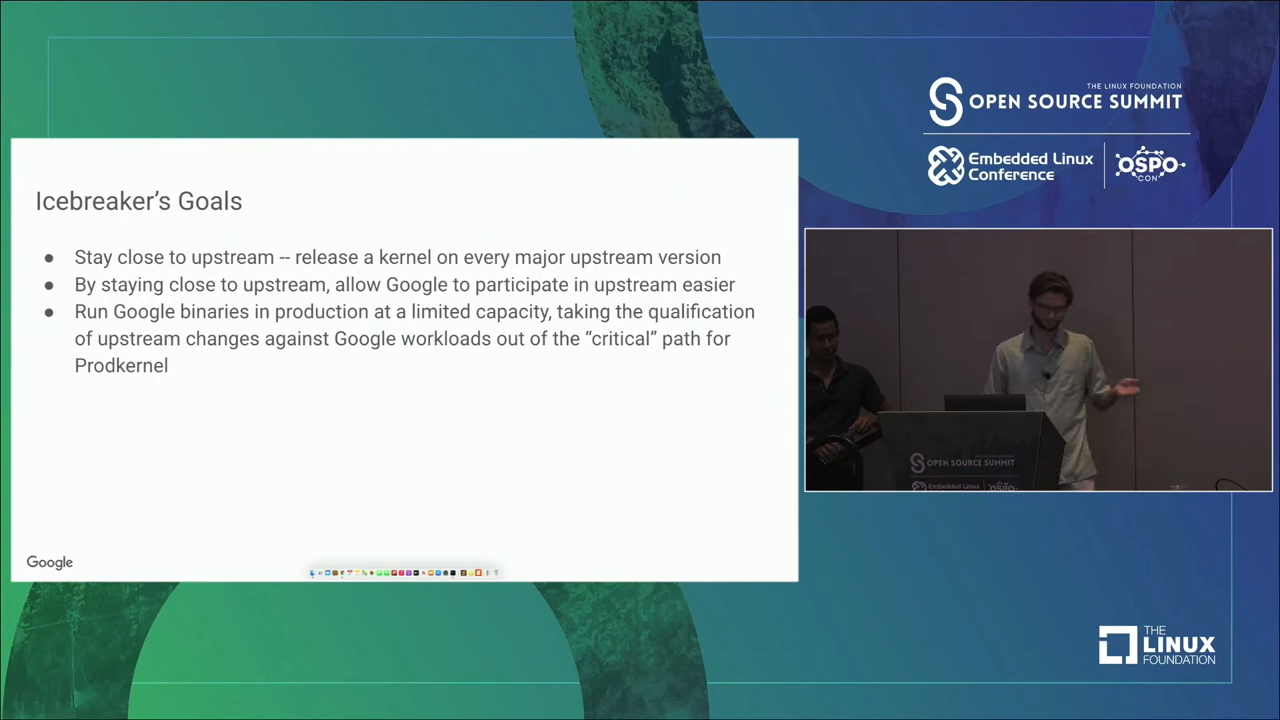 THE LINUX FOUNDATION
OPEN SOURCE SUMMIT
Embedded Linux
Conference
OSPO
CON
Icebreaker’s Goals
● Stay close to upstream -- release a kernel on every major upstream version
● By staying close to upstream, allow Google to participate in upstream easier
● Run Google binaries in production at a limited capacity, taking the qualification
of upstream changes against Google workloads out of the “critical” path for
Prodkernel
Google
OPEN SOURCE SUMMIT
Embedded Linux
OSPO
THE
LINUX
FOUNDATION